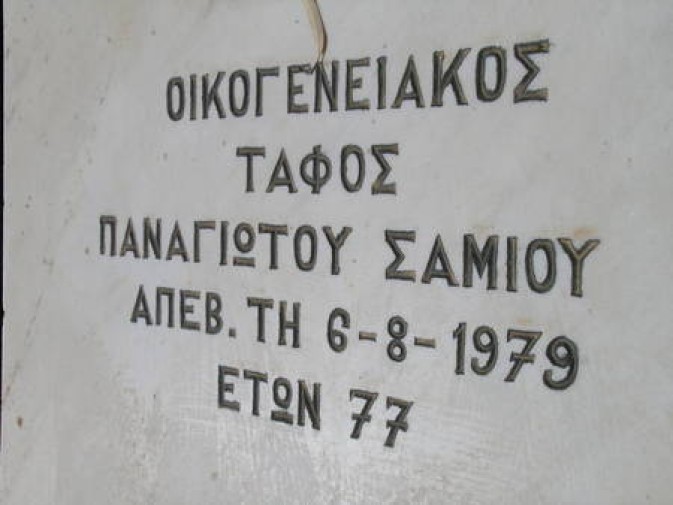 ΟΙΚΟΓΕΝΕΙΑΚΟΣ
ΤΑΦΟΣ
ΠΑΝΑΓΙΩΤΟΥ ΣΑΜΙΟΥ
ΑΠΕΒ. ΤΗ 6-8-1979
ΕΤΩΝ 77